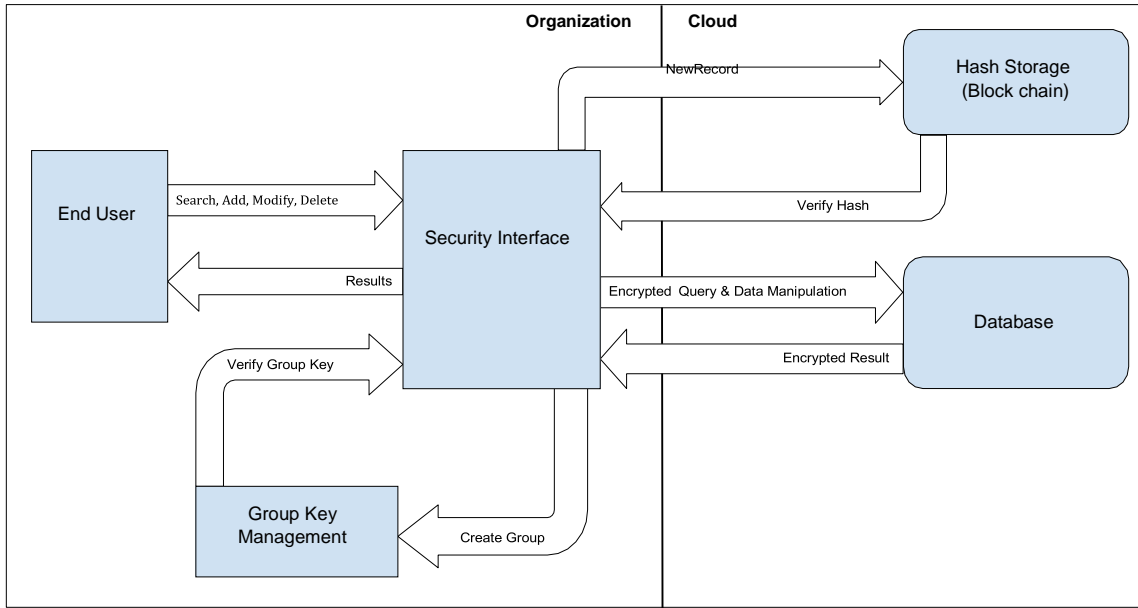 Organization
Cloud
NewRecord
Hash Storage
(Block chain)
End User
Search, Add, Modify, Delete
Security Interface
Verify Hash
Results
Encrypted Query & Data Manipulation
Database
Verify Group Key
Encrypted Result
Group Key
Management
Create Group